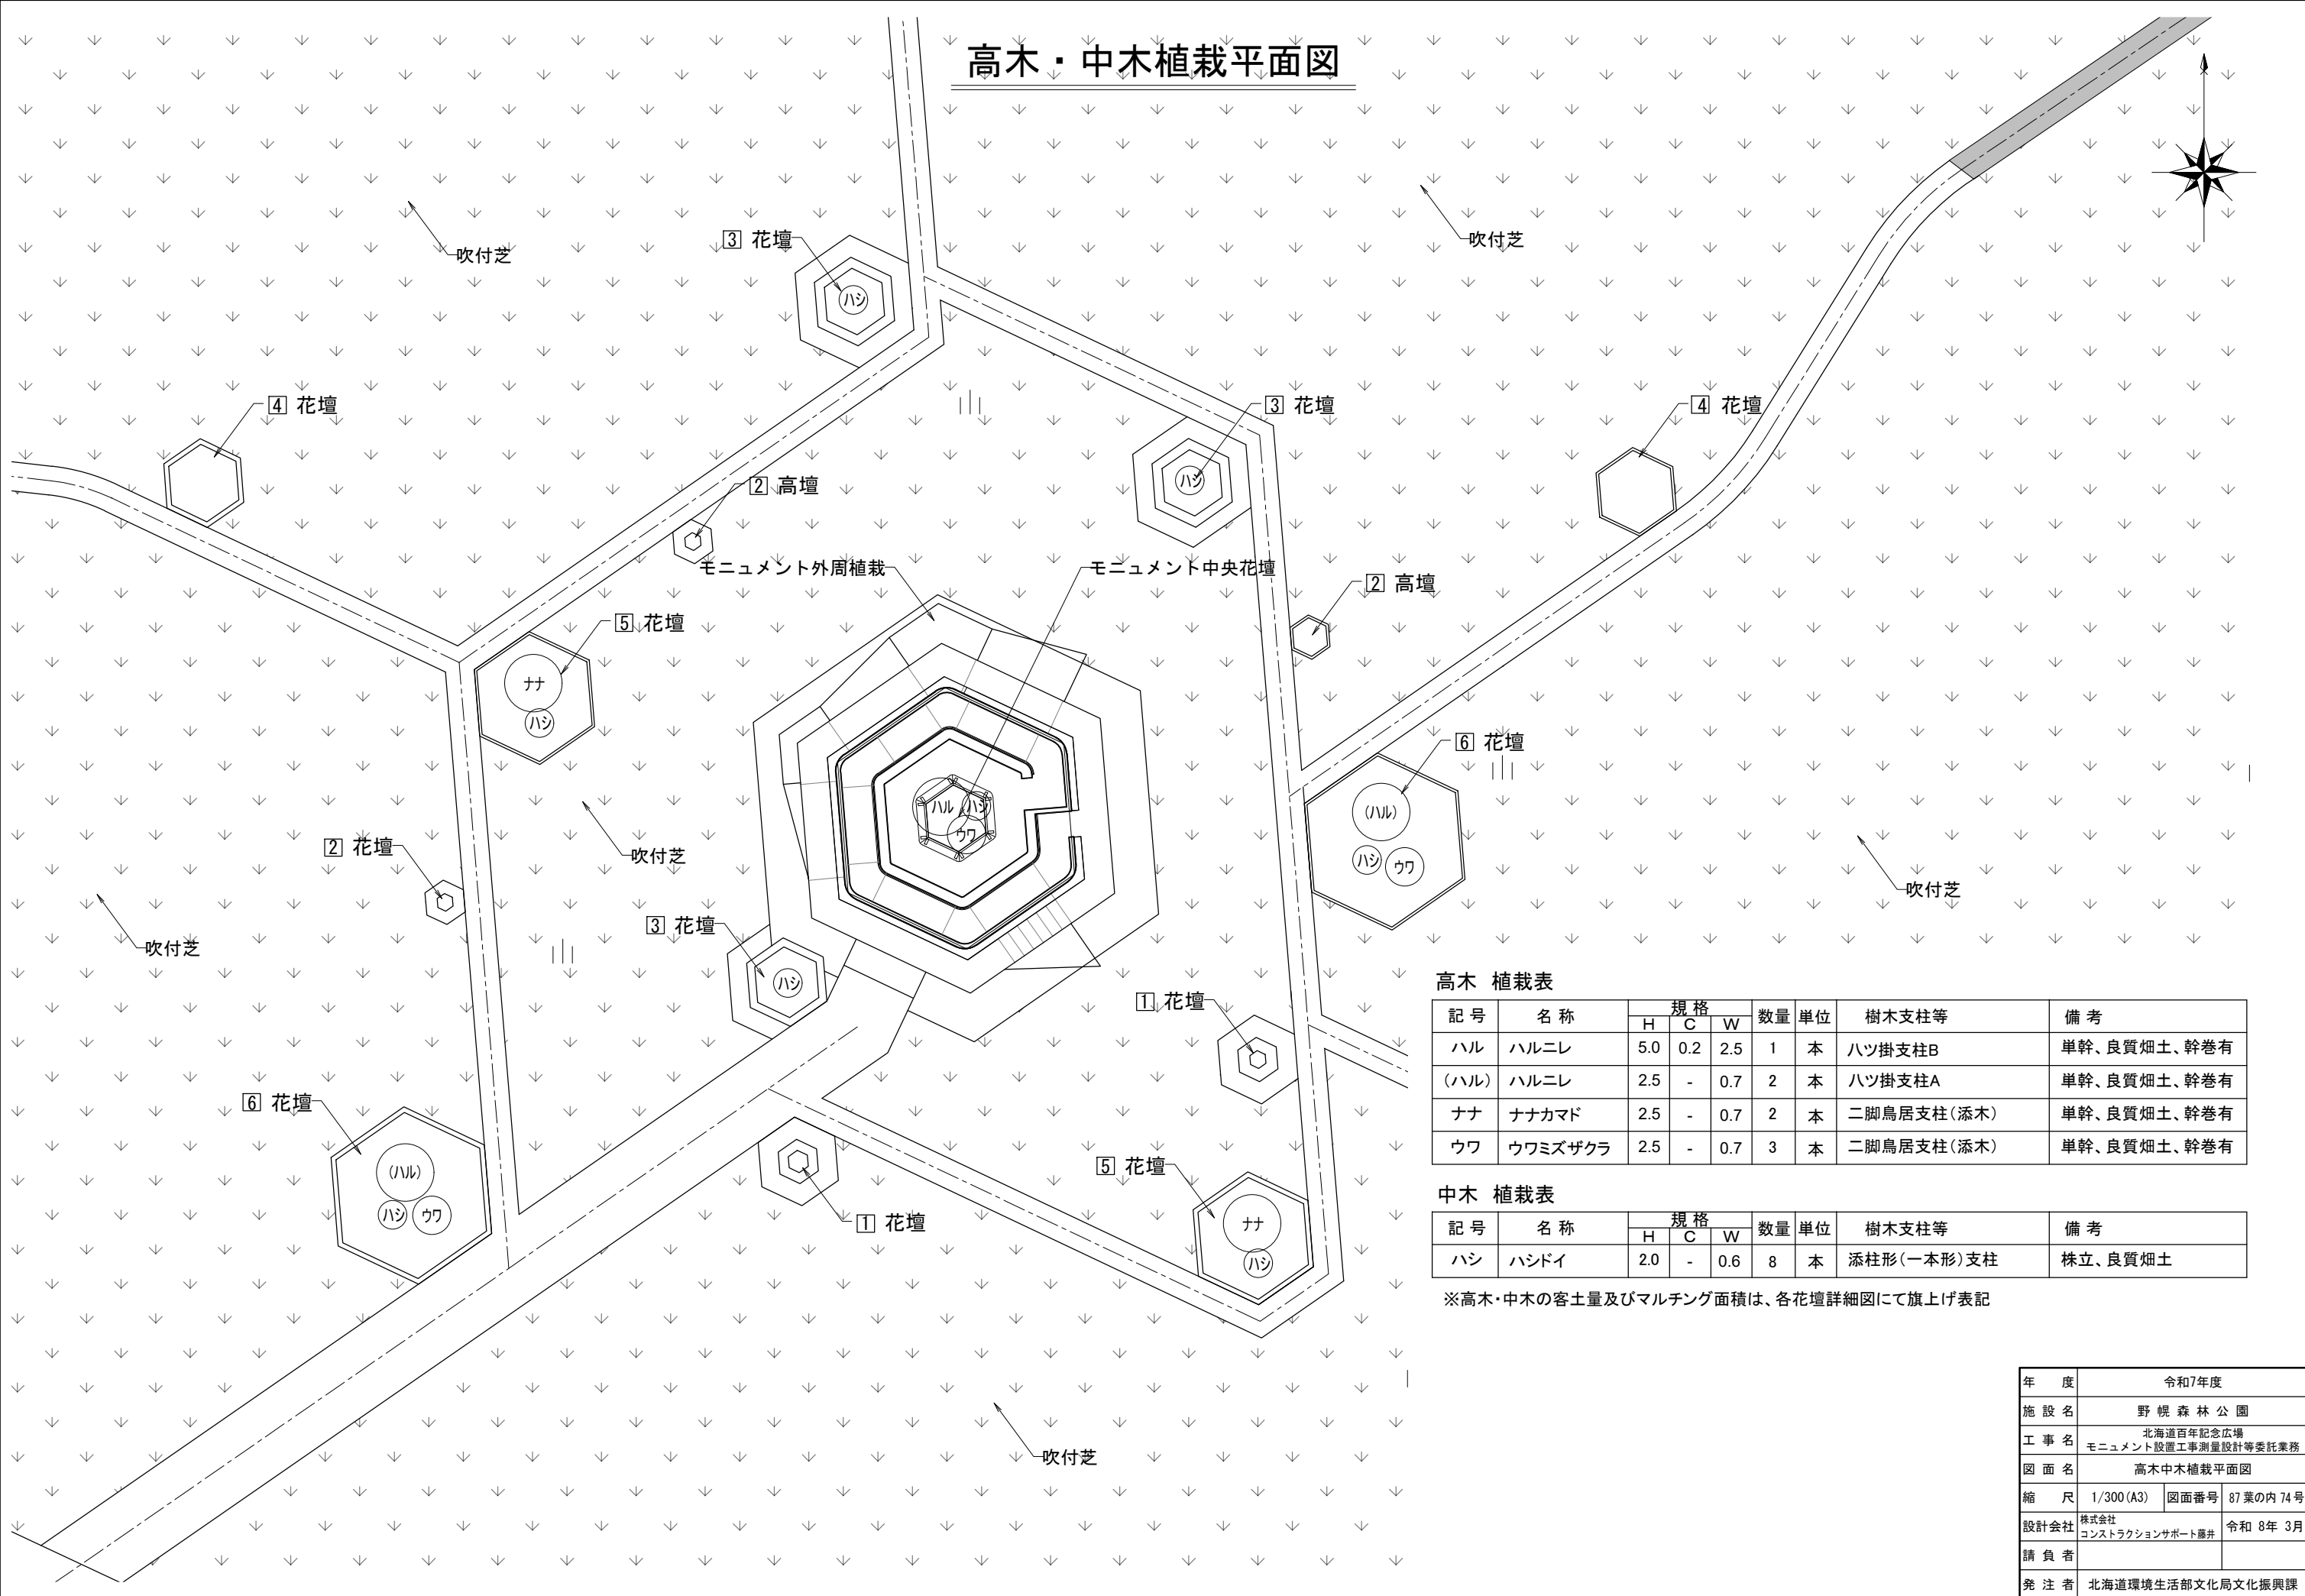 高木・中木植栽平面図
吹付芝
③ 花壇
ハシ
吹付芝
④ 花壇
③ 花壇
ハシ
④ 花壇
② 高壇
モニュメント外周植栽
モニュメント中央花壇
② 高壇
⑤ 花壇
ナナ
ハシ
⑥ 花壇
(ハル)
ハシ ウワ
ハル ハシ
ウワ
② 花壇
吹付芝
吹付芝
吹付芝
③ 花壇
ハシ
① 花壇
⑥ 花壇
(ハル)
ハシ ウワ
① 花壇
⑤ 花壇
ナナ
ハシ
吹付芝
高木 植栽表
記号 名称 規格 数量 単位 樹木支柱等 備考
H C W
ハル ハルニレ 5.0 0.2 2.5 1 本 八ツ掛支柱B 単幹、良質畑土、幹巻有
(ハル) ハルニレ 2.5 - 0.7 2 本 八ツ掛支柱A 単幹、良質畑土、幹巻有
ナナ ナナカマド 2.5 - 0.7 2 本 二脚鳥居支柱(添木) 単幹、良質畑土、幹巻有
ウワ ウワミズザクラ 2.5 - 0.7 3 本 二脚鳥居支柱(添木) 単幹、良質畑土、幹巻有
中木 植栽表
記号 名称 規格 数量 単位 樹木支柱等 備考
H C W
ハシ ハシドイ 2.0 - 0.6 8 本 添柱形(一本形)支柱 株立、良質畑土
※高木・中木の客土量及びマルチング面積は、各花壇詳細図にて旗上げ表記
年度 令和7年度
施設名 野幌森林公園
工事名 北海道百年記念広場
モニュメント設置工事測量設計等委託業務
図面名 高木中木植栽平面図
縮尺 1/300(A3) 図面番号 87葉の内74号
設計会社 株式会社
コンストラクションサポート藤井 令和 8年 3月
請負者
発注者 北海道環境生活部文化局文化振興課